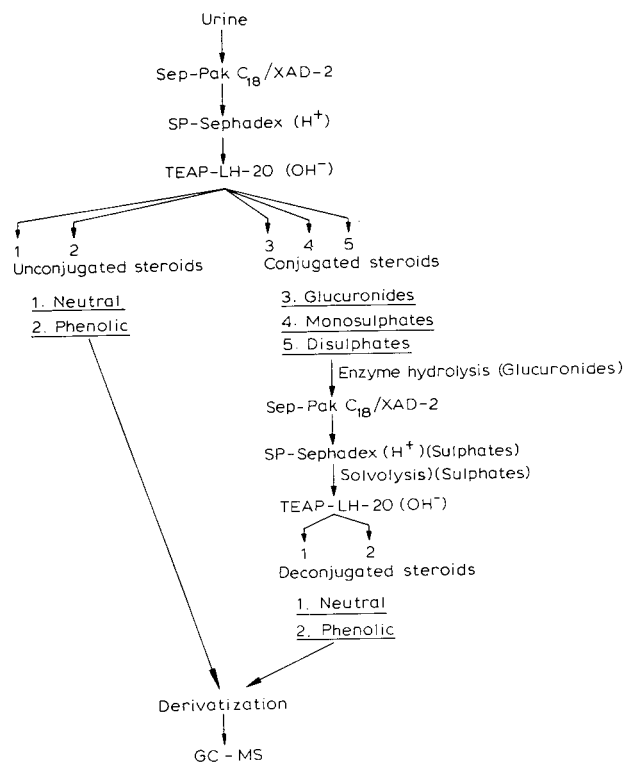 Urine
Sep-Pak C18/XAD-2
SP-Sephadex (H+)
TEAP-LH-20 (OH−)
1 2 3 4 5
Unconjugated steroids Conjugated steroids
1. Neutral
2. Phenolic
3. Glucuronides
4. Monosulphates
5. Disulphates
Enzyme hydrolysis (Glucuronides)
Sep-Pak C18/XAD-2
SP-Sephadex (H+)(Sulphates)
Solvolysis)(Sulphates)
TEAP-LH-20 (OH−)
1 2
Deconjugated steroids
1. Neutral
2. Phenolic
Derivatization
GC - MS